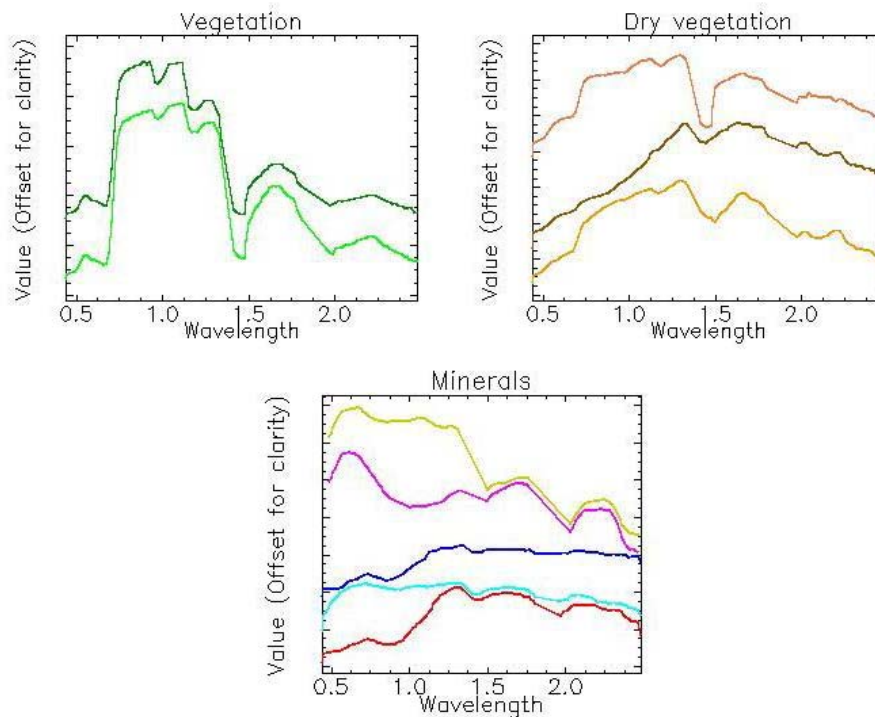 Vegetation
Value (Offset for clarity)
0.5 1.0 1.5 2.0
Wavelength
Dry vegetation
Value (Offset for clarity)
0.5 1.0 1.5 2.0
Wavelength
Minerals
Value (Offset for clarity)
0.5 1.0 1.5 2.0
Wavelength